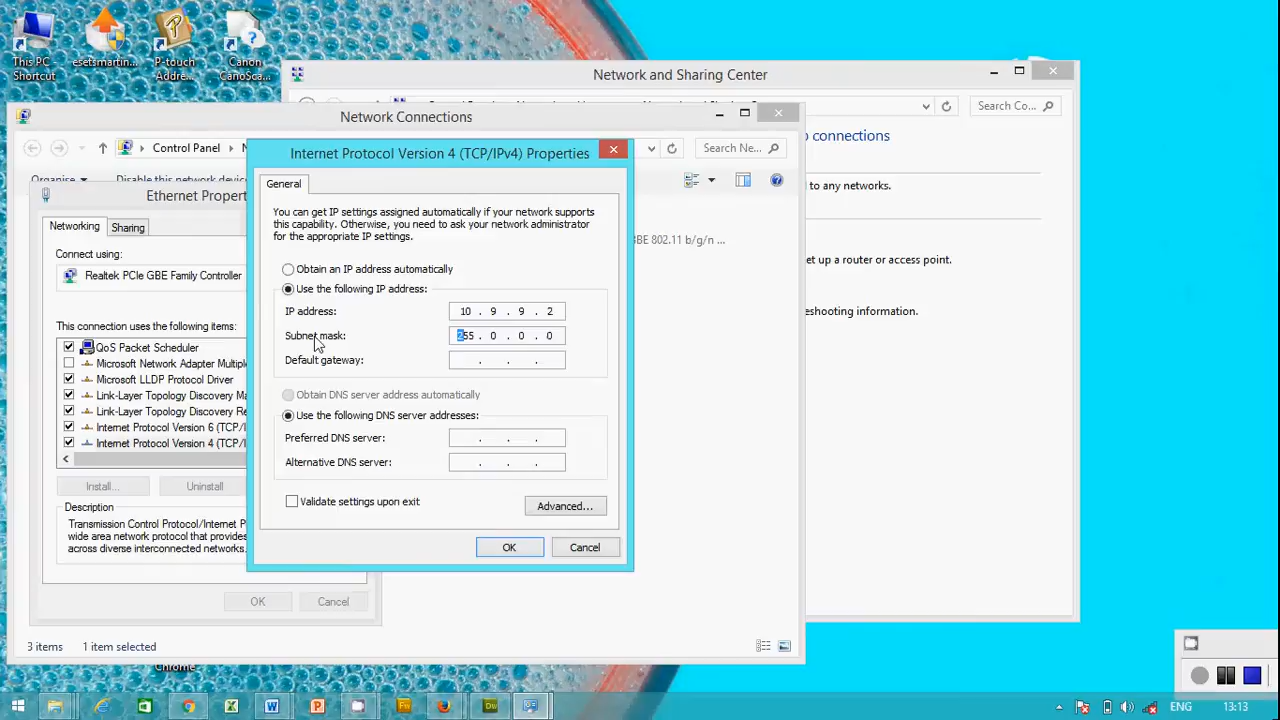 This PC
Shortcut
esetsmartin...
P-touch
Addre...
Canon
CanoSca...
Network and Sharing Center
Search Co...
connections
to any networks.
et up a router or access point.
Network Connections
Control Panel
Search Ne...
Organise
Disable this network device
GBE 802.11 b/g/n ...
3 items
1 item selected
Ethernet Propert
Networking
Sharing
Connect using:
Realtek PCIe GBE Family Controller
This connection uses the following items:
QoS Packet Scheduler
Microsoft Network Adapter Multiple
Microsoft LLDP Protocol Driver
Link-Layer Topology Discovery Ma
Link-Layer Topology Discovery Re
Internet Protocol Version 6 (TCP/I
Internet Protocol Version 4 (TCP/I
Install...
Uninstall
Description
Transmission Control Protocol/Internet P
wide area network protocol that provides
across diverse interconnected networks.
OK
Cancel
Internet Protocol Version 4 (TCP/IPv4) Properties
General
You can get IP settings assigned automatically if your network supports
this capability. Otherwise, you need to ask your network administrator
for the appropriate IP settings.
Obtain an IP address automatically
Use the following IP address:
IP address: 10 . 9 . 9 . 2
Subnet mask: 255 . 0 . 0 . 0
Default gateway: . . .
Obtain DNS server address automatically
Use the following DNS server addresses:
Preferred DNS server: . . .
Alternative DNS server: . . .
Validate settings upon exit
Advanced...
OK
Cancel
Chrome
ENG
13:13